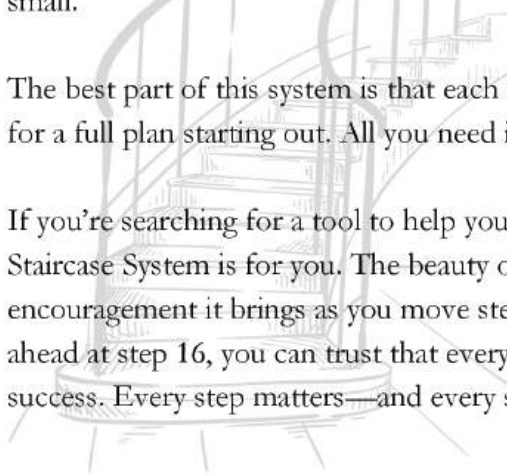 small.
The best part of this system is that each
for a full plan starting out. All you need
If you're searching for a tool to help you
Staircase System is for you. The beauty
encouragement it brings as you move
ahead at step 16, you can trust that every
success. Every step matters—and every